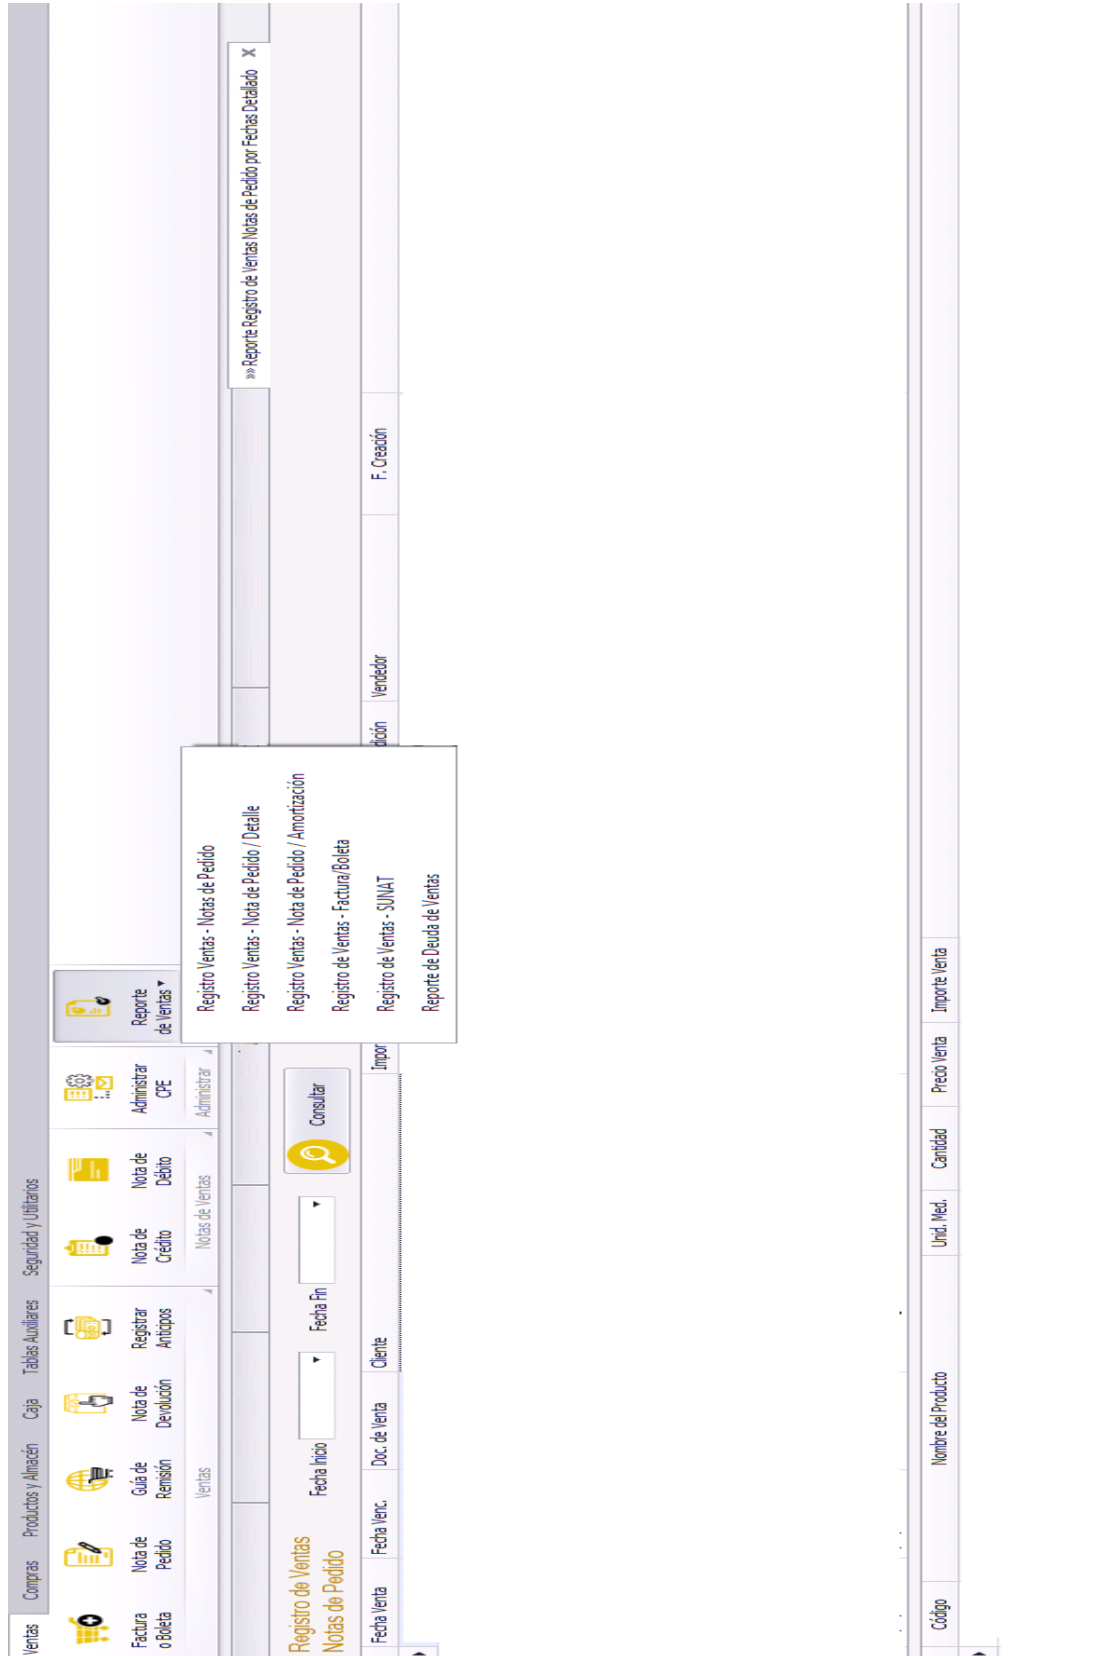 Ventas Compras Productos y Almacén Caja Tablas Auxiliares Seguridad y Utilitarios
Factura
o Boleta
Nota de
Pedido
Guia de
Remisión
Nota de
Devolución
Registrar
Anticipos
Nota de
Crédito
Nota de
Débito
Administrar
CPE
Reporte
de Ventas
Ventas
Notas de Ventas
Administrar
Registro Ventas - Notas de Pedido
Registro Ventas - Nota de Pedido / Detalle
Registro Ventas - Nota de Pedido / Amortización
Registro de Ventas - Factura/Boleta
Registro de Ventas - SUNAT
Reporte de Deuda de Ventas
»» Reporte Registro de Ventas Notas de Pedido por Fechas Detallado X
Registro de Ventas
Notas de Pedido
Fecha Inicio
Fecha Fin
Consultar
Fecha Venta Fecha Venc. Doc. de Venta Cliente Impor dición Vendedor F. Creación
Código Nombre del Producto Unid. Med. Cantidad Precio Venta Importe Venta